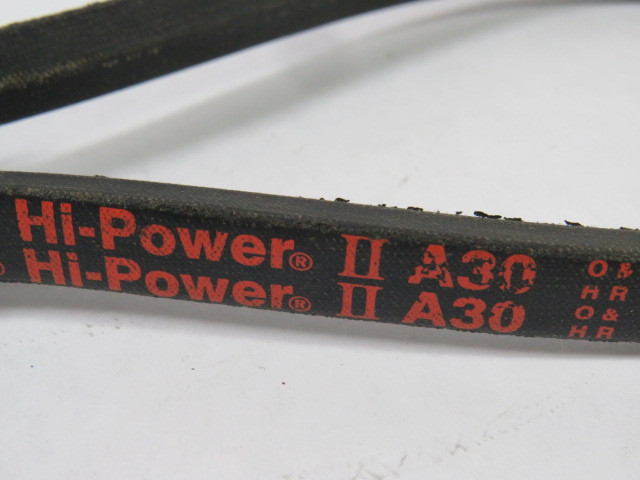 Hi-Power® II A30 O &
HR
® Hi-Power® II A30 O &
HR